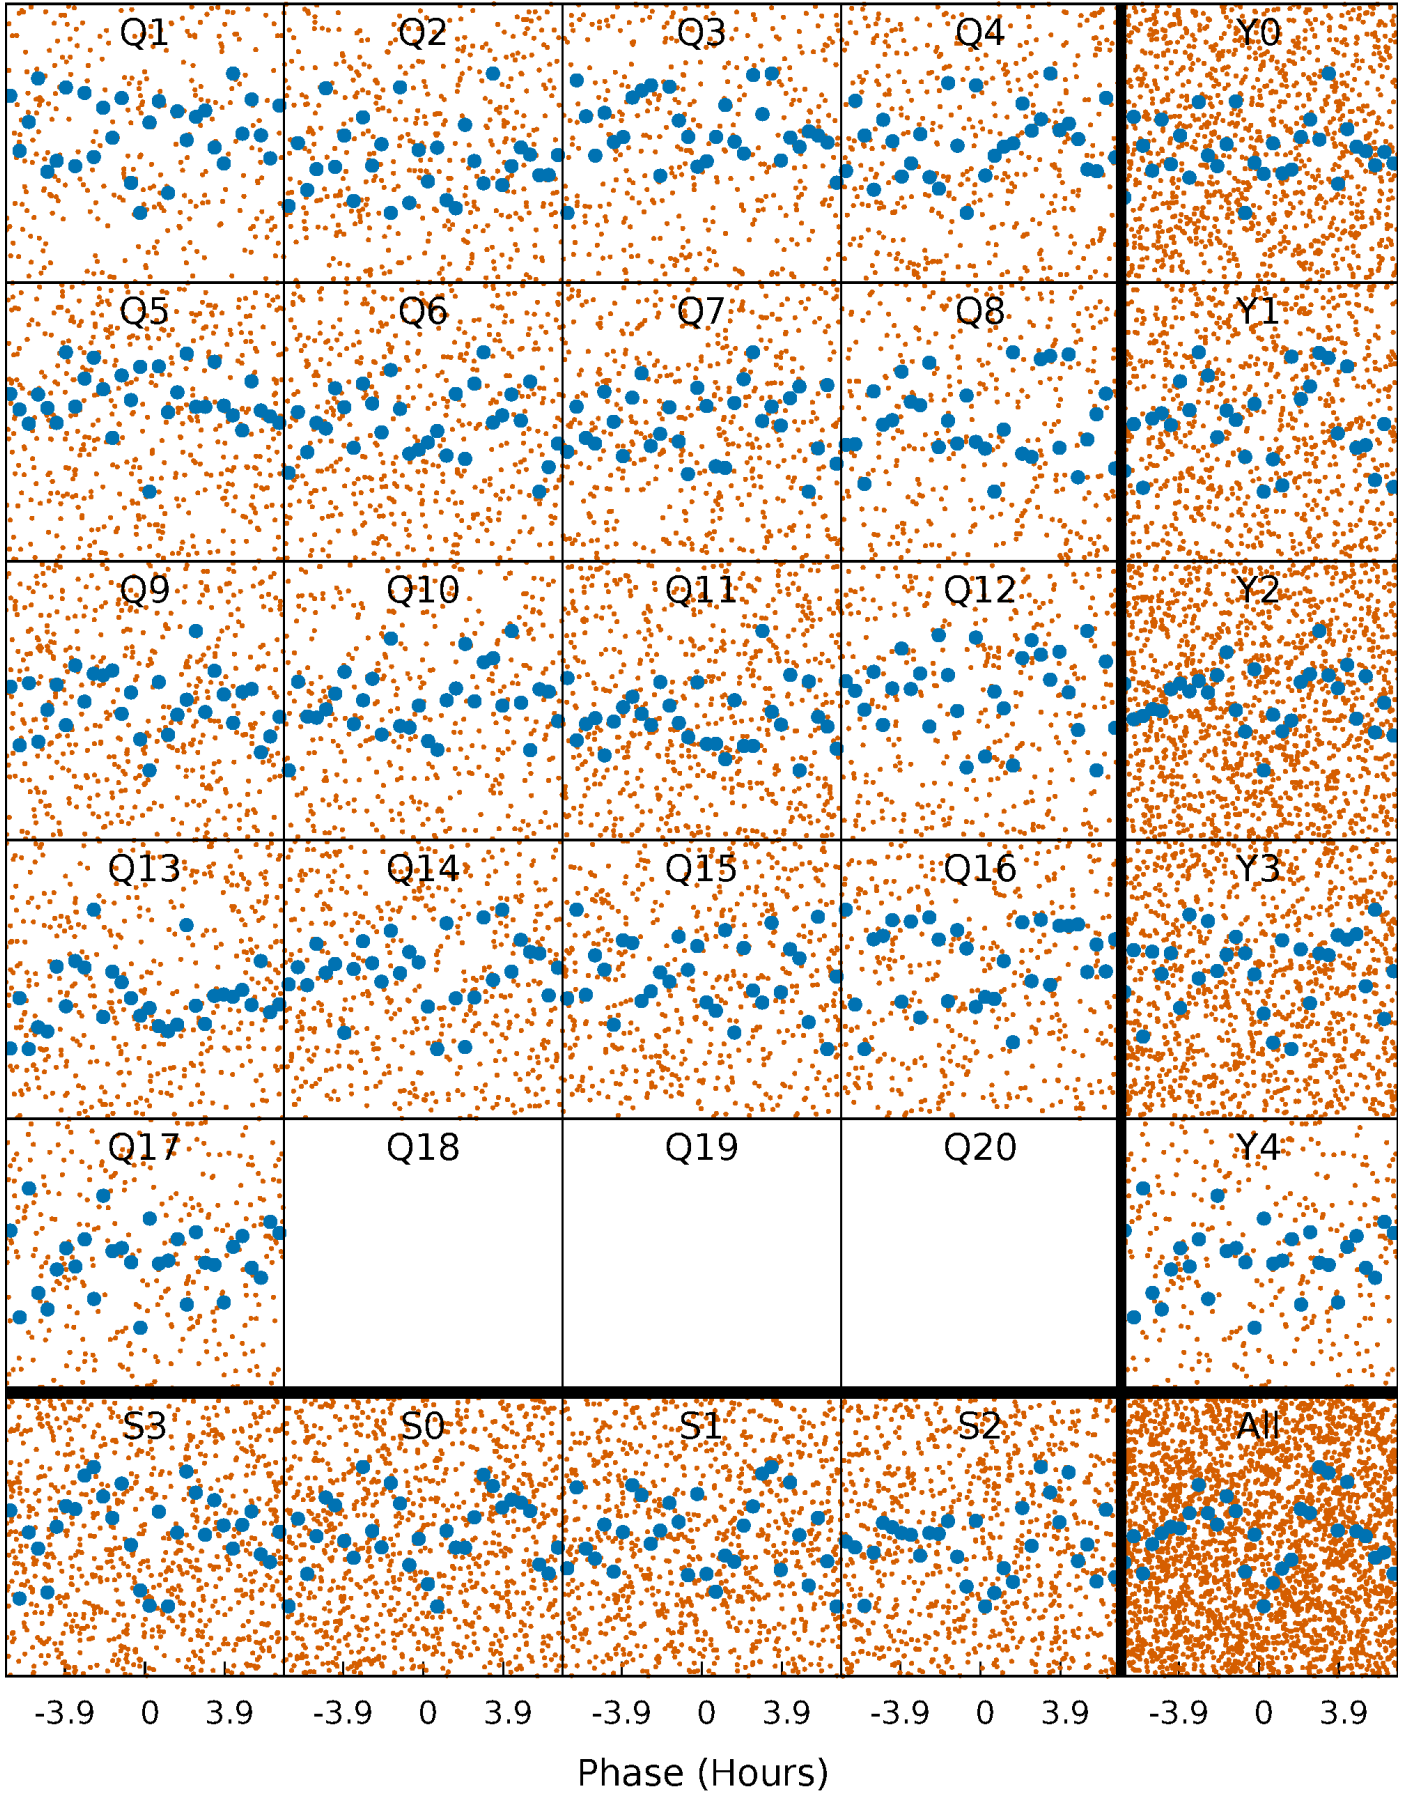 Q1 Q2 Q3 Q4 Y0
Q5 Q6 Q7 Q8 Y1
Q9 Q10 Q11 Q12 Y2
Q13 Q14 Q15 Q16 Y3
Q17 Q18 Q19 Q20 Y4
S3 S0 S1 S2 All
-3.9 0 3.9 -3.9 0 3.9 -3.9 0 3.9 -3.9 0 3.9 -3.9 0 3.9
Phase (Hours)